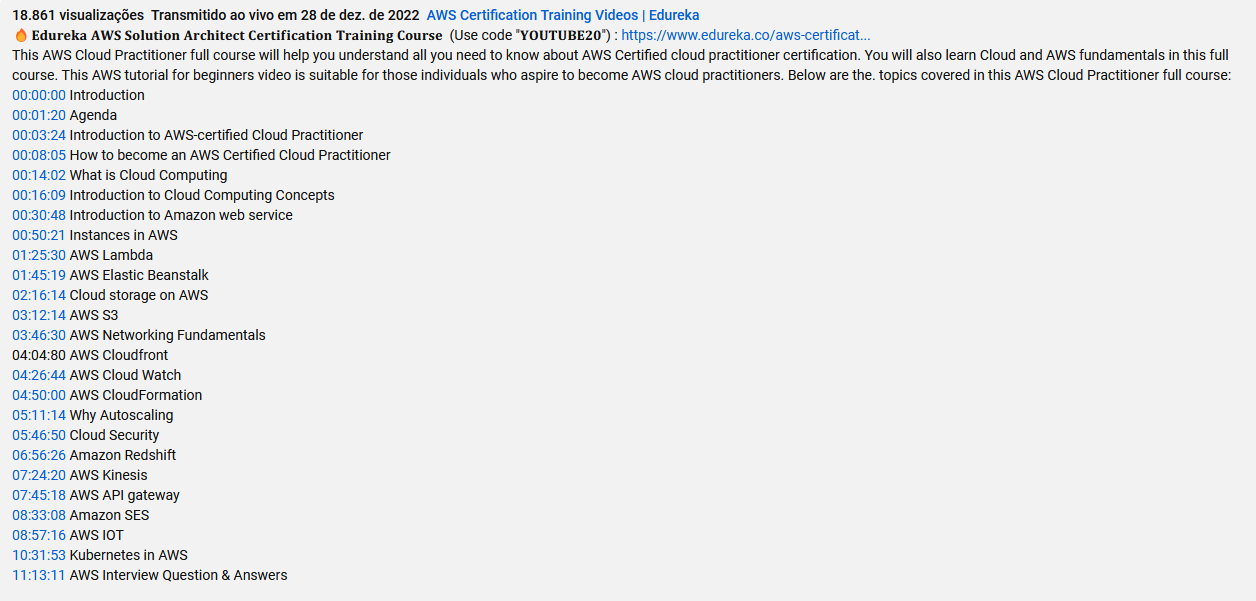 18.861 visualizações Transmitido ao vivo em 28 de dez. de 2022 AWS Certification Training Videos | Edureka
🔥 Edureka AWS Solution Architect Certification Training Course (Use code "YOUTUBE20") : https://www.edureka.co/aws-certificat...
This AWS Cloud Practitioner full course will help you understand all you need to know about AWS Certified cloud practitioner certification. You will also learn Cloud and AWS fundamentals in this full
course. This AWS tutorial for beginners video is suitable for those individuals who aspire to become AWS cloud practitioners. Below are the. topics covered in this AWS Cloud Practitioner full course:
00:00:00 Introduction
00:01:20 Agenda
00:03:24 Introduction to AWS-certified Cloud Practitioner
00:08:05 How to become an AWS Certified Cloud Practitioner
00:14:02 What is Cloud Computing
00:16:09 Introduction to Cloud Computing Concepts
00:30:48 Introduction to Amazon web service
00:50:21 Instances in AWS
01:25:30 AWS Lambda
01:45:19 AWS Elastic Beanstalk
02:16:14 Cloud storage on AWS
03:12:14 AWS S3
03:46:30 AWS Networking Fundamentals
04:04:80 AWS Cloudfront
04:26:44 AWS Cloud Watch
04:50:00 AWS CloudFormation
05:11:14 Why Autoscaling
05:46:50 Cloud Security
06:56:26 Amazon Redshift
07:24:20 AWS Kinesis
07:45:18 AWS API gateway
08:33:08 Amazon SES
08:57:16 AWS IOT
10:31:53 Kubernetes in AWS
11:13:11 AWS Interview Question & Answers